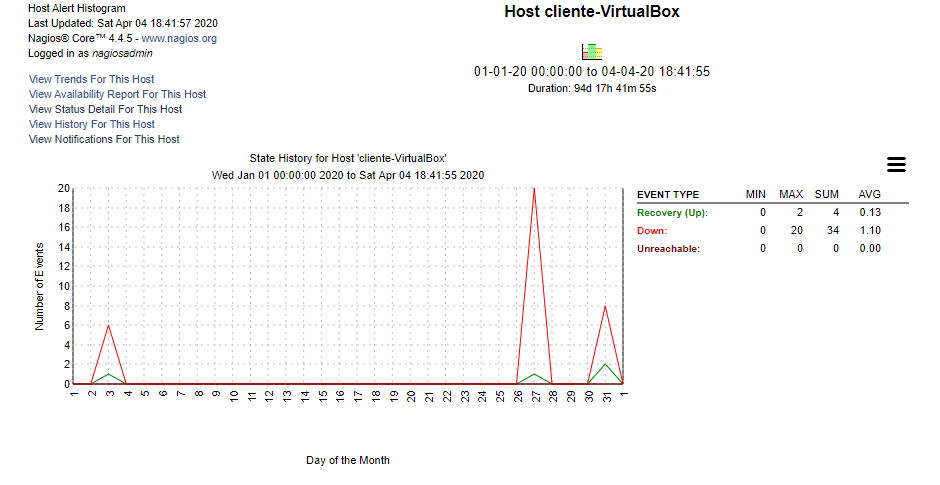 Host Alert Histogram
Last Updated: Sat Apr 04 18:41:57 2020
Nagios® Core™ 4.4.5 - www.nagios.org
Logged in as nagiosadmin
View Trends For This Host
View Availability Report For This Host
View Status Detail For This Host
View History For This Host
View Notifications For This Host
Host cliente-VirtualBox
01-01-20 00:00:00 to 04-04-20 18:41:55
Duration: 94d 17h 41m 55s
State History for Host 'cliente-VirtualBox'
Wed Jan 01 00:00:00 2020 to Sat Apr 04 18:41:55 2020
Number of Events
20
18
16
14
12
10
8
6
4
2
0
1 2 3 4 5 6 7 8 9 10 11 12 13 14 15 16 17 18 19 20 21 22 23 24 25 26 27 28 29 30 31 1
Day of the Month
EVENT TYPE MIN MAX SUM AVG
Recovery (Up): 0 2 4 0.13
Down: 0 20 34 1.10
Unreachable: 0 0 0 0.00